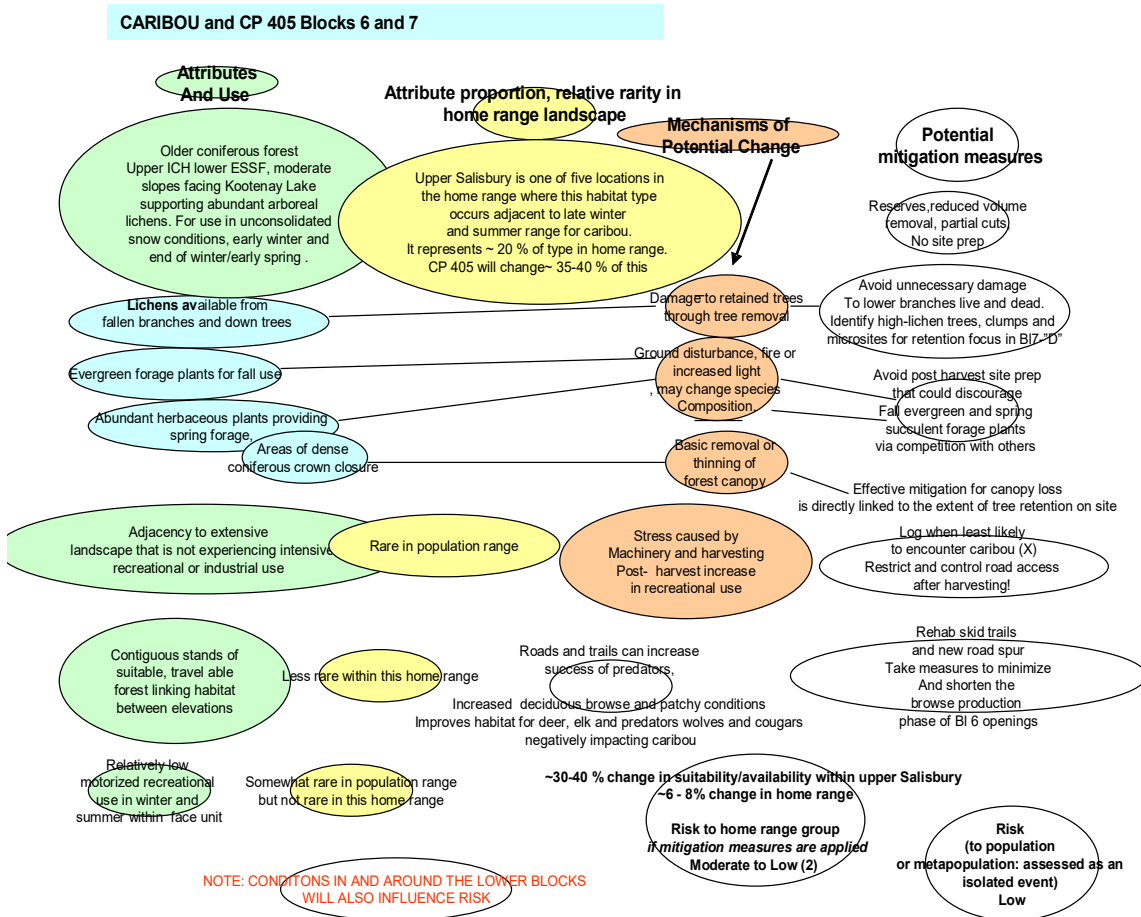 CARIBOU and CP 405 Blocks 6 and 7
Attributes
And Use
Attribute proportion, relative rarity in
home range landscape
Mechanisms of
Potential Change
Potential
mitigation measures
Older coniferous forest
Upper ICH lower ESSF, moderate
slopes facing Kootenay Lake
supporting abundant arboreal
lichens. For use in unconsolidated
snow conditions, early winter and
end of winter/early spring .
Upper Salisbury is one of five locations in
the home range where this habitat type
occurs adjacent to late winter
and summer range for caribou.
It represents ~ 20 % of type in home range.
CP 405 will change~ 35-40 % of this
Reserves,reduced volume
removal, partial cuts,
No site prep
Lichens available from
fallen branches and down trees
Damage to retained trees
through tree removal
Avoid unnecessary damage
To lower branches live and dead.
Identify high-lichen trees, clumps and
microsites for retention focus in Bl7-"D"
Evergreen forage plants for fall use
Ground disturbance, fire or
increased light
, may change species
Composition.
Avoid post harvest site prep
that could discourage
Fall evergreen and spring
succulent forage plants
via competition with others
Abundant herbaceous plants providing
spring forage,
Areas of dense
coniferous crown closure
Basic removal or
thinning of
forest canopy
Effective mitigation for canopy loss
is directly linked to the extent of tree retention on site
Adjacency to extensive
landscape that is not experiencing intensive
recreational or industrial use
Rare in population range
Stress caused by
Machinery and harvesting
Post- harvest increase
in recreational use
Log when least likely
to encounter caribou (X)
Restrict and control road access
after harvesting!
Contiguous stands of
suitable, travel able
forest linking habitat
between elevations
Less rare within this home range
Roads and trails can increase
success of predators,
Increased deciduous browse and patchy conditions
Improves habitat for deer, elk and predators wolves and cougars
negatively impacting caribou
Rehab skid trails
and new road spur
Take measures to minimize
And shorten the
browse production
phase of Bl 6 openings
Relatively low
motorized recreational
use in winter and
summer within face unit
Somewhat rare in population range
but not rare in this home range
~30-40 % change in suitability/availability within upper Salisbury
~6 - 8% change in home range
Risk to home range group
if mitigation measures are applied
Moderate to Low (2)
Risk
(to population
or metapopulation: assessed as an
isolated event)
Low
NOTE: CONDITONS IN AND AROUND THE LOWER BLOCKS
WILL ALSO INFLUENCE RISK